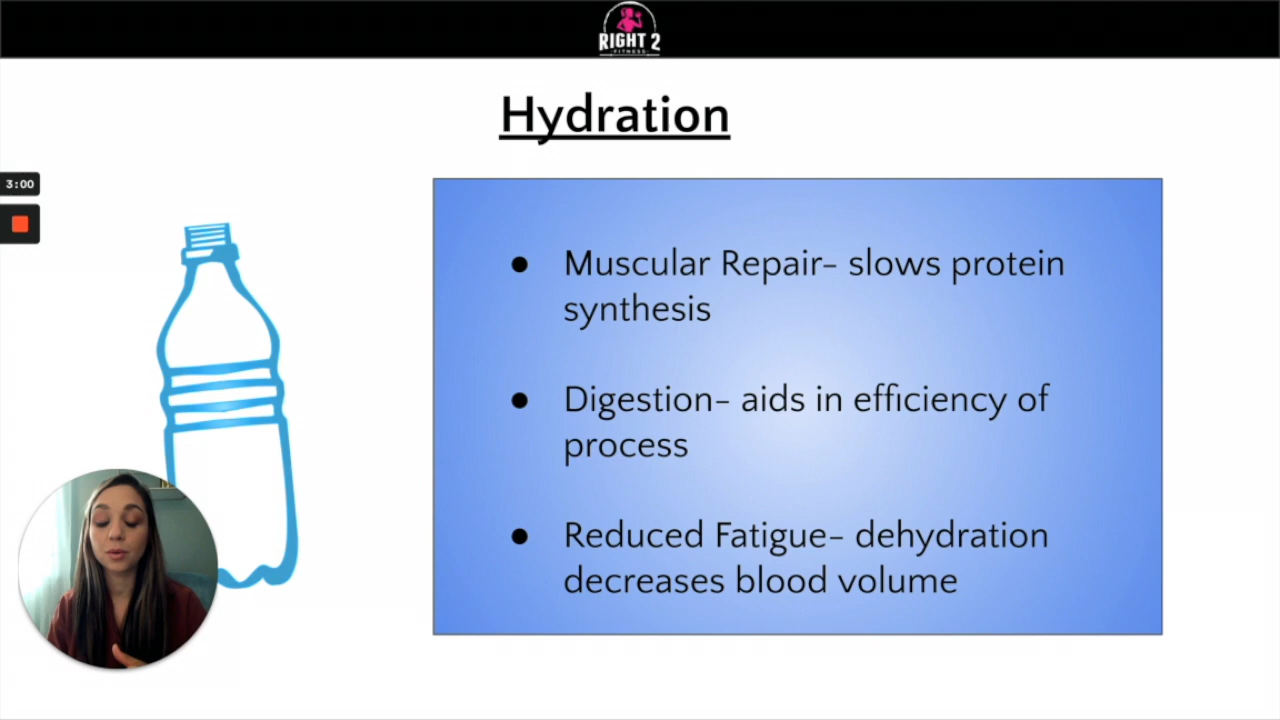 RIGHT 2
FITNESS
Hydration
3:00
● Muscular Repair- slows protein
synthesis
● Digestion- aids in efficiency of
process
● Reduced Fatigue- dehydration
decreases blood volume